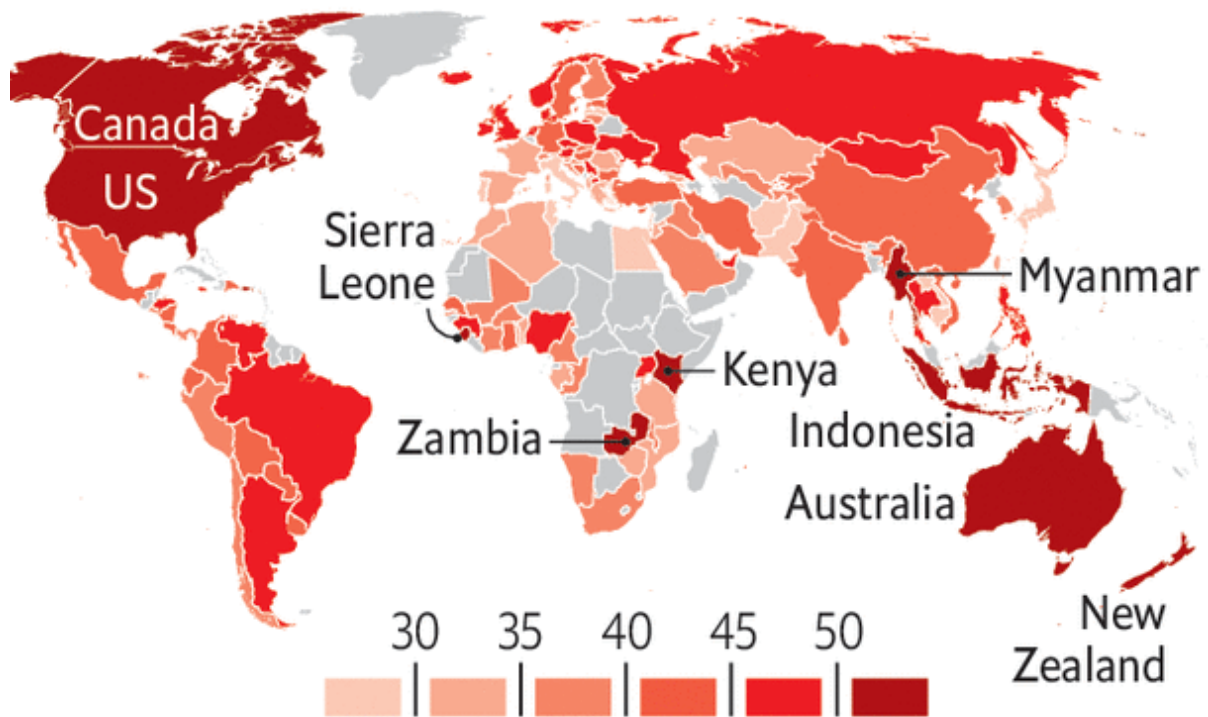 Canada
US
Sierra
Leone
Myanmar
Kenya
Zambia
Indonesia
Australia
New
Zealand
30 35 40 45 50